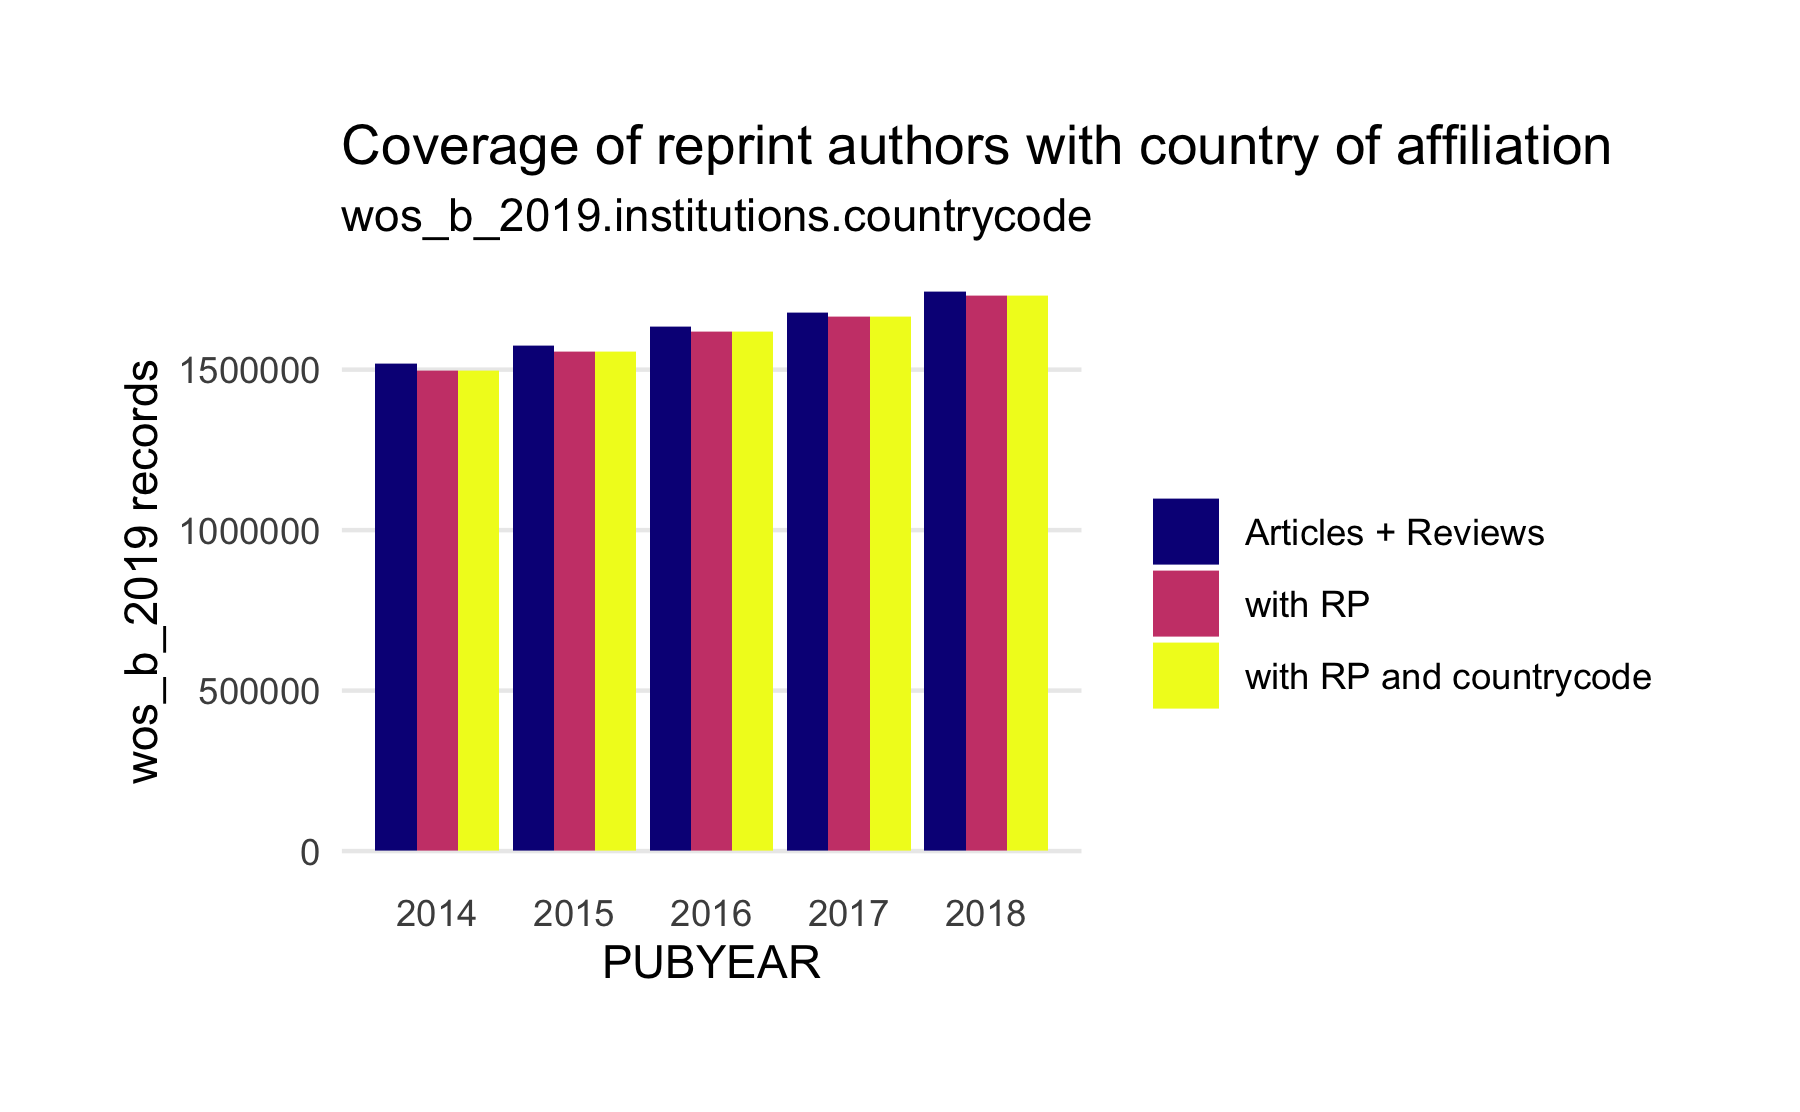 Coverage of reprint authors with country of affiliation
wos_b_2019.institutions.countrycode
wos_b_2019 records
1500000
1000000
500000
0
2014 2015 2016 2017 2018
PUBYEAR
Articles + Reviews
with RP
with RP and countrycode